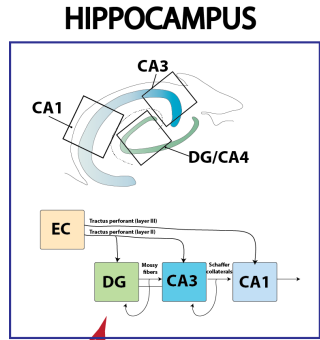 HIPPOCAMPUS
CA3
CA1
DG/CA4
EC
Tractus perforant (layer III)
Tractus perforant (layer II)
Mossy
fibers
Schaffer
collaterals
DG
CA3
CA1